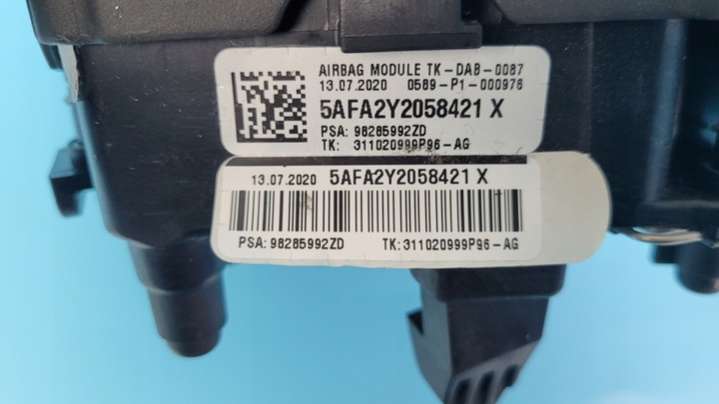 AIRBAG MODULE TK-DAB-0087
13.07.2020 0589-P1-000976
5AFA2Y2058421 X
PSA: 98285992ZD
TK: 311020999P96-AG
13.07.2020 5AFA2Y2058421 X
PSA: 98285992ZD TK:311020999P96-AG